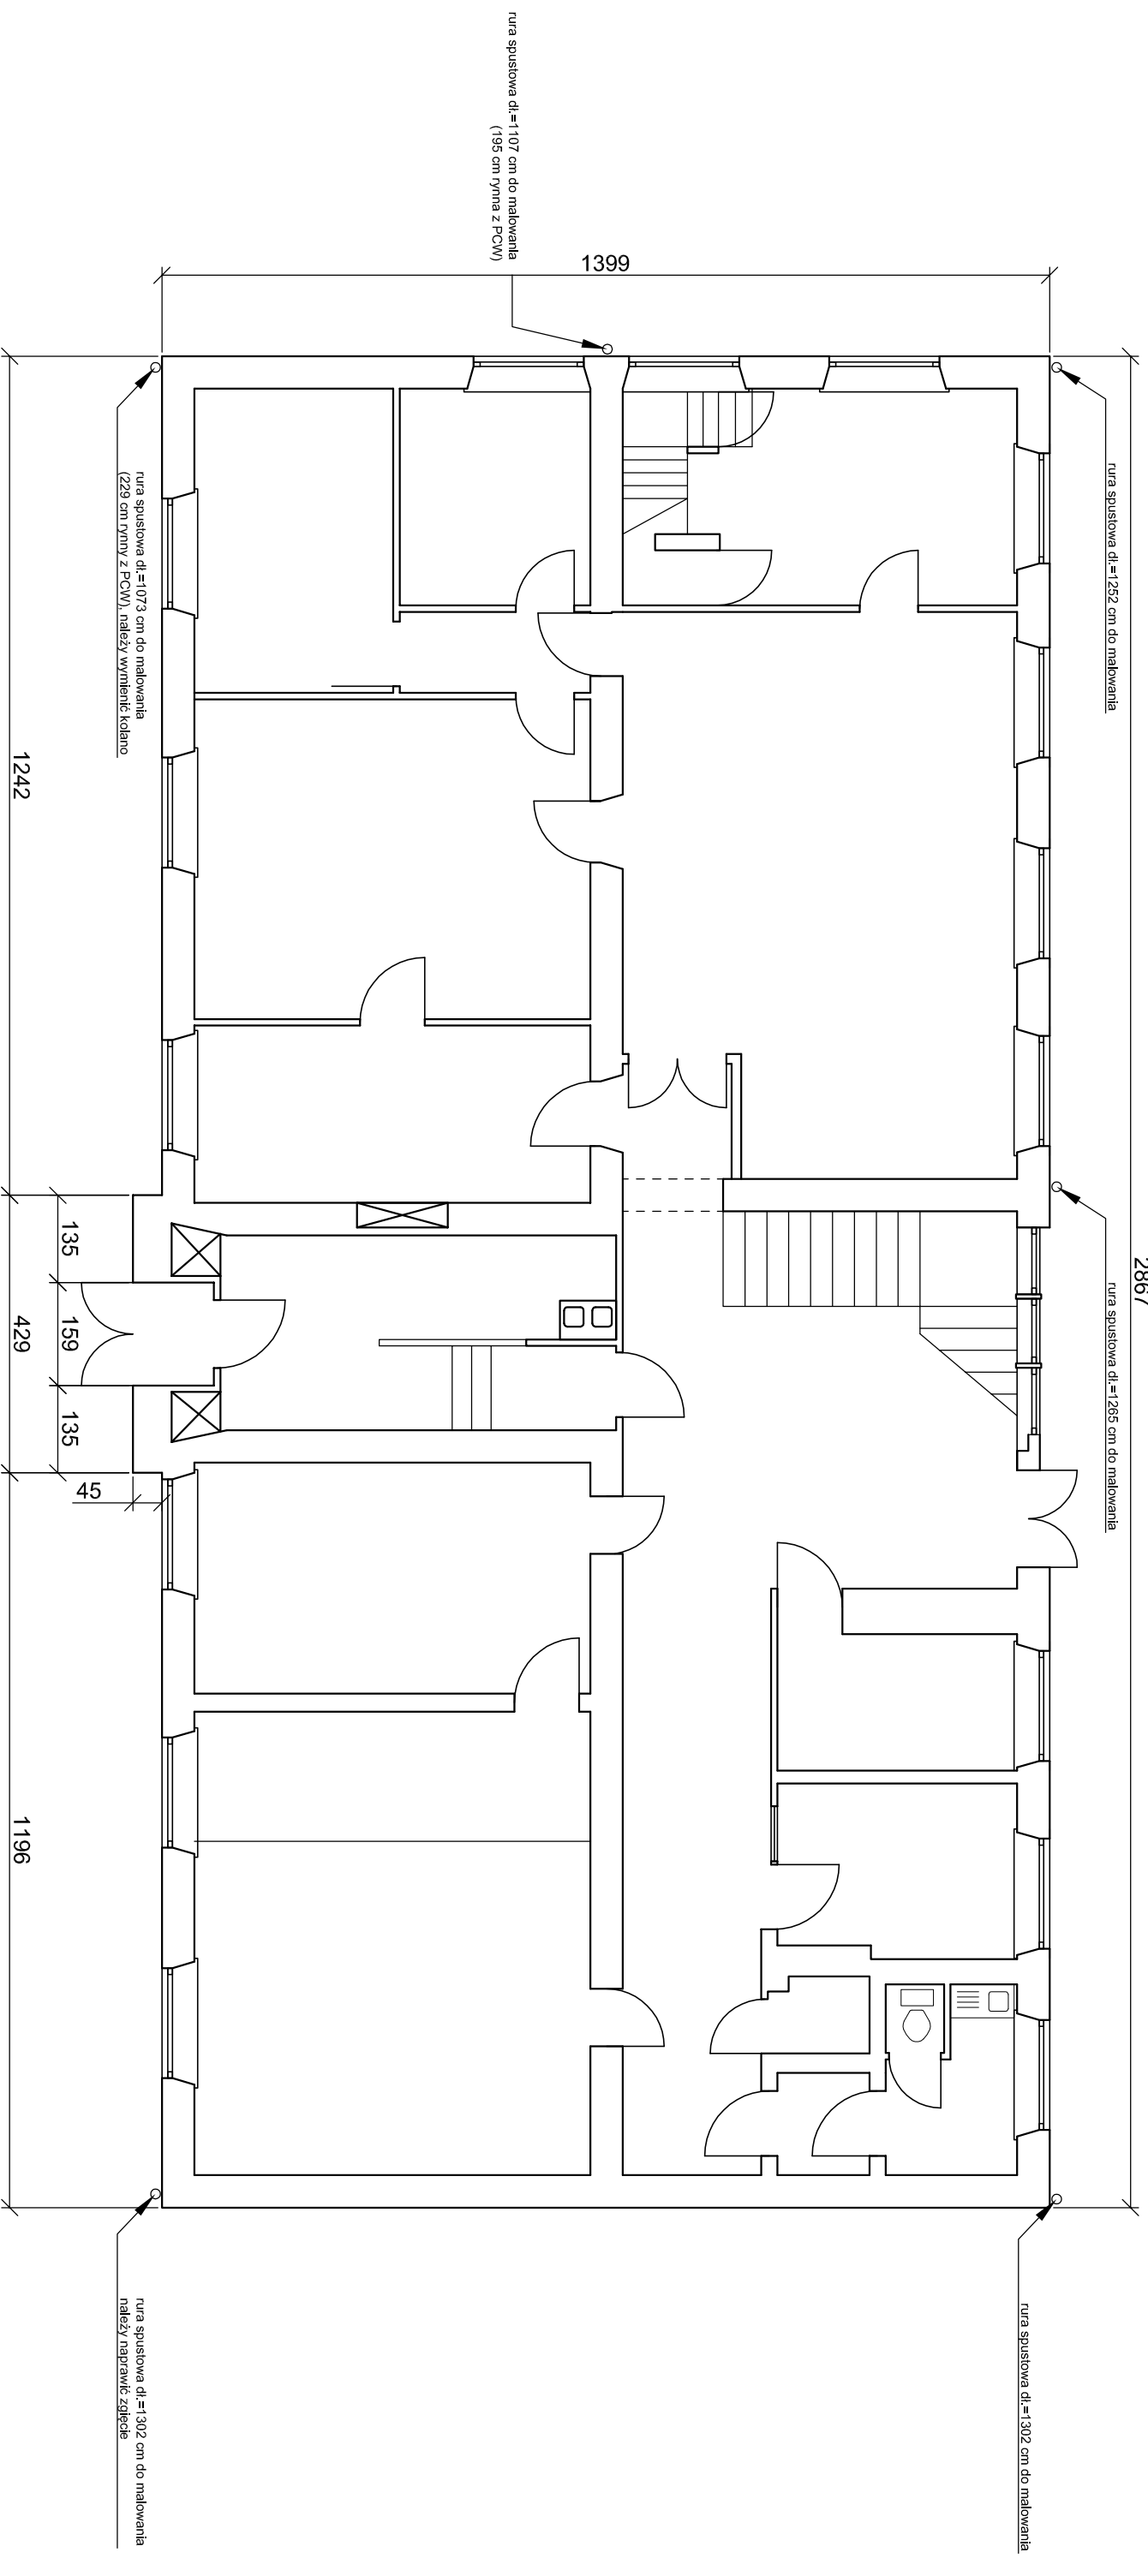 rura spustowa dł.=1107 cm do malowania
(195 cm rynna z PCW)
1399
rura spustowa dł.=1252 cm do malowania
rura spustowa dł.=1073 cm do malowania
(229 cm rynny z PCW), należy wymienić kolano
1242
135
159
135
429
45
2867
rura spustowa dł.=1265 cm do malowania
1196
rura spustowa dł.=1302 cm do malowania
należy naprawić zgięcie
rura spustowa dł.=1302 cm do malowania